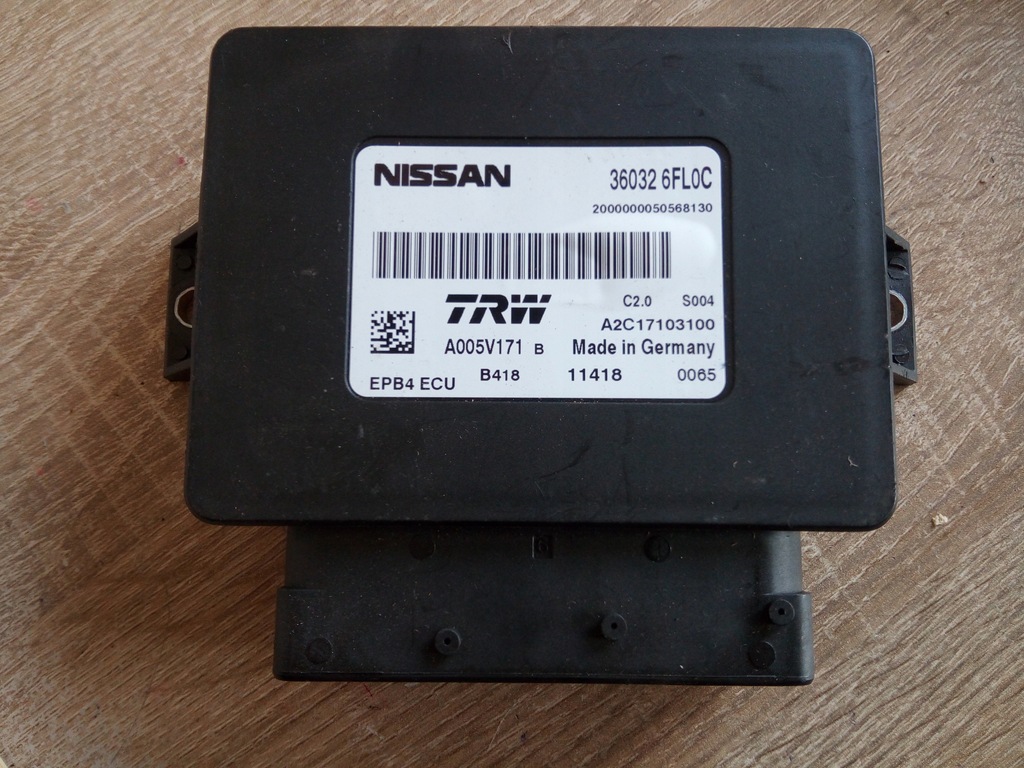 NISSAN 36032 6FL0C
2000000050568130
TRW C2.0 S004
A2C17103100
A005V171 B Made in Germany
EPB4 ECU B418 11418 0065